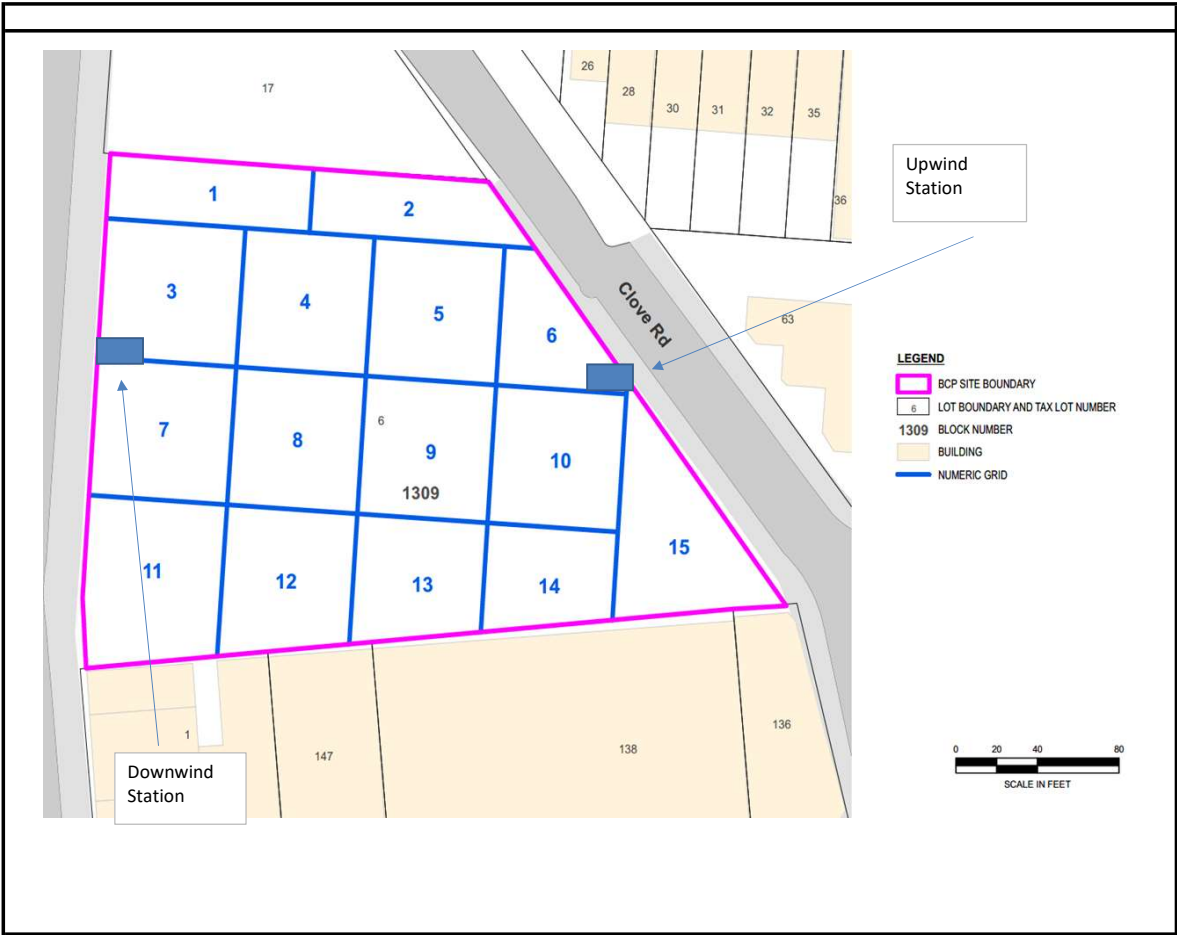 17
26
28
30
31
32
35
36
Upwind
Station
1
2
3
4
5
6
Clove Rd
63
LEGEND
BCP SITE BOUNDARY
6 LOT BOUNDARY AND TAX LOT NUMBER
1309 BLOCK NUMBER
BUILDING
NUMERIC GRID
7
8
6
9
1309
10
11
12
13
14
15
1
147
138
136
Downwind
Station
0 20 40 80
SCALE IN FEET